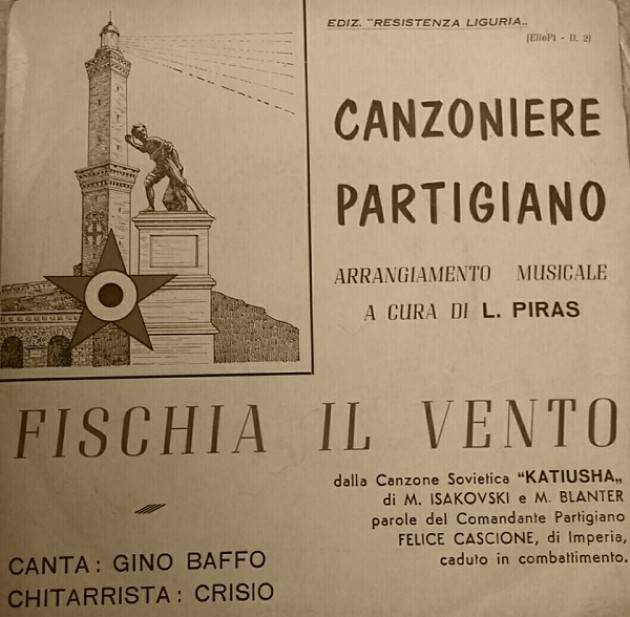 EDIZ. "RESISTENZA LIGURIA„
(EDoPI - D. 2)
CANZONIERE
PARTIGIANO
ARRANGIAMENTO MUSICALE
A CURA DI L. PIRAS
FISCHIA IL VENTO
dalla Canzone Sovietica "KATIUSHA„
di M. ISAKOVSKI e M. BLANTER
parole del Comandante Partigiano
FELICE CASCIONE, di Imperia,
caduto in combattimento.
CANTA : GINO BAFFO
CHITARRISTA : CRISIO